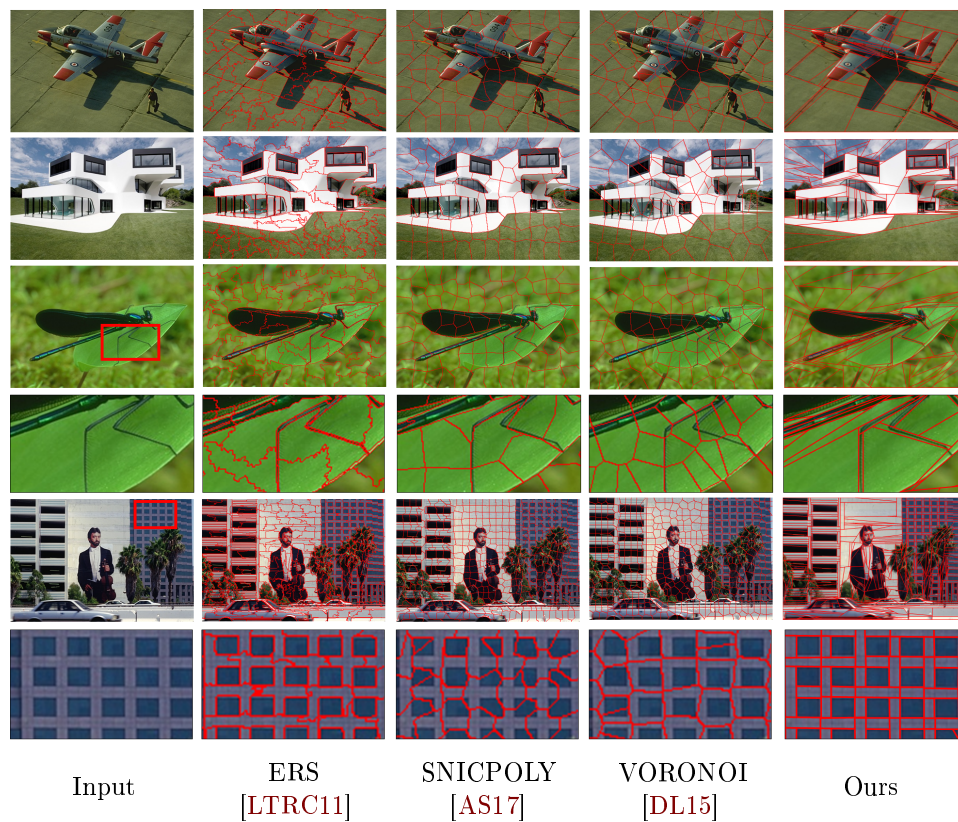 Input
ERS
[LTRC11]
SNICPOLY
[AS17]
VORONOI
[DL15]
Ours